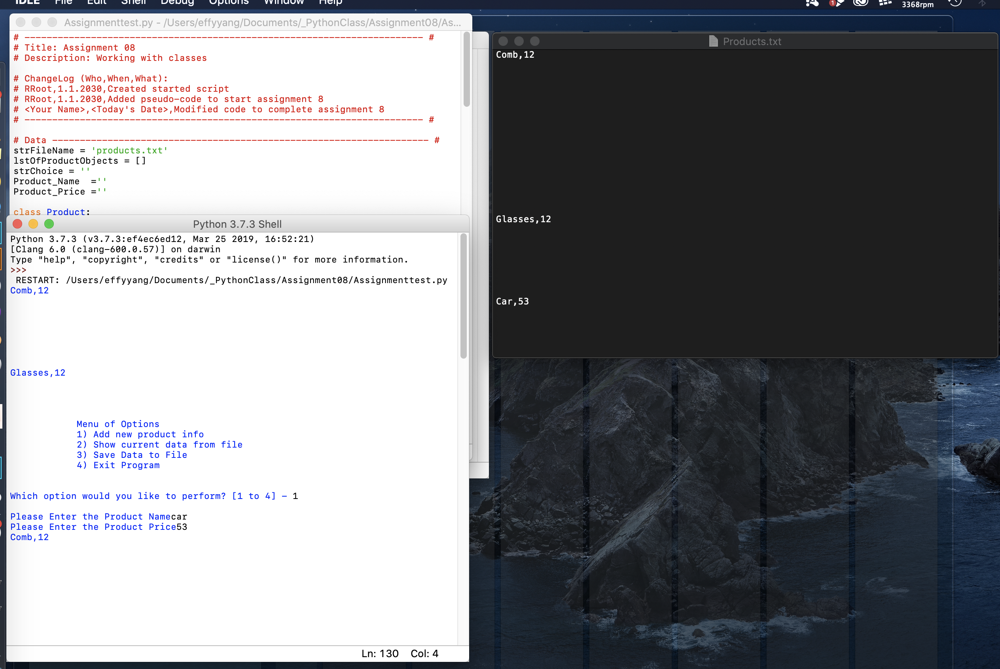 IDLE File Edit Shell Debug Options Window Help
1
3368rpm
Assignmenttest.py - /Users/effyyang/Documents/_PythonClass/Assignment08/As...
# ------------------------------------------------------------------------ #
# Title: Assignment 08
# Description: Working with classes
# ChangeLog (Who,When,What):
# RRoot,1.1.2030,Created started script
# RRoot,1.1.2030,Added pseudo-code to start assignment 8
# <Your Name>,<Today's Date>,Modified code to complete assignment 8
# ------------------------------------------------------------------------ #
# Data -------------------------------------------------------------------- #
strFileName = 'products.txt'
lstOfProductObjects = []
strChoice = ''
Product_Name  =''
Product_Price =''
class Product:
Python 3.7.3 Shell
Python 3.7.3 (v3.7.3:ef4ec6ed12, Mar 25 2019, 16:52:21)
[Clang 6.0 (clang-600.0.57)] on darwin
Type "help", "copyright", "credits" or "license()" for more information.
>>>
RESTART: /Users/effyyang/Documents/_PythonClass/Assignment08/Assignmenttest.py
Comb,12
Glasses,12
Menu of Options
1) Add new product info
2) Show current data from file
3) Save Data to File
4) Exit Program
Which option would you like to perform? [1 to 4] - 1
Please Enter the Product Namecar
Please Enter the Product Price53
Comb,12
Ln: 130 Col: 4
Products.txt
Comb,12
Glasses,12
Car,53